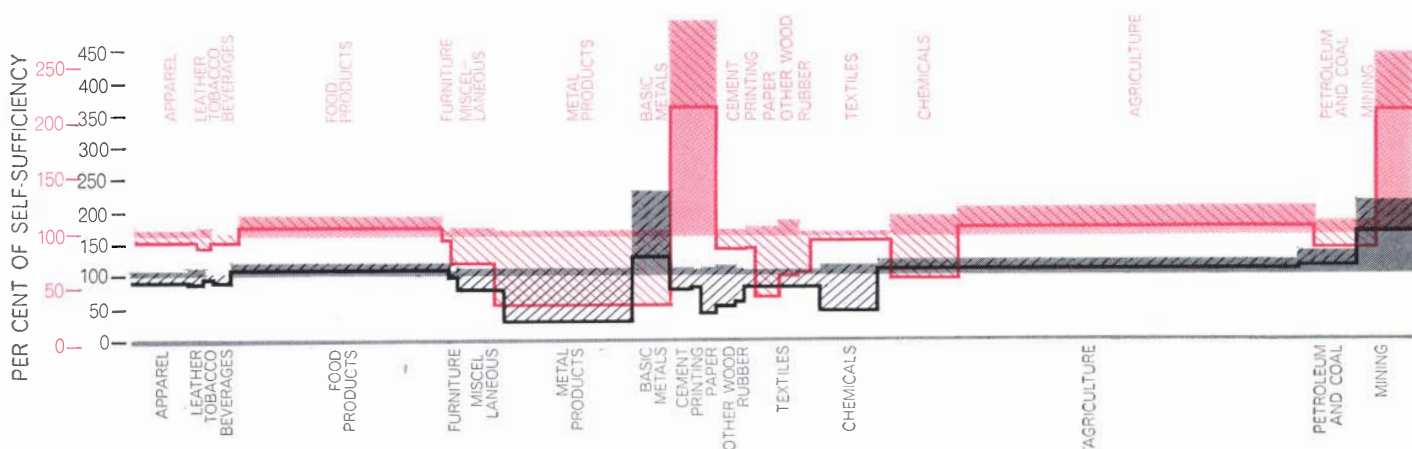 PER CENT OF SELF-SUFFICIENCY
250
200
150
100
50
0
450
400
350
300
250
200
150
100
50
0
APPAREL
LEATHER
TOBACCO
BEVERAGES
FOOD
PRODUCTS
FURNITURE
MISCEL-
LANEOUS
METAL
PRODUCTS
BASIC
METALS
CEMENT
PRINTING
PAPER
OTHER WOOD
RUBBER
TEXTILES
CHEMICALS
AGRICULTURE
PETROLEUM
AND COAL
MINING
APPAREL
LEATHER
TOBACCO
BEVERAGES
FOOD
PRODUCTS
FURNITURE
MISCEL
LANEOUS
METAL
PRODUCTS
BASIC
METALS
CEMENT
PRINTING
PAPER
OTHER WOOD
RUBBER
TEXTILES
CHEMICALS
AGRICULTURE
PETROLEUM
AND COAL
MINING